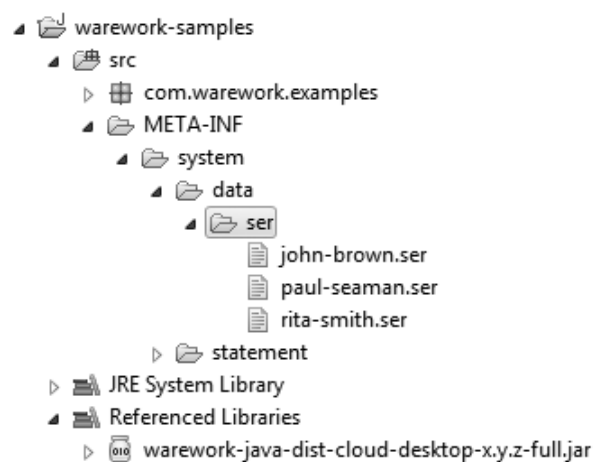 warework-samples
src
com.warework.examples
META-INF
system
data
ser
john-brown.ser
paul-seaman.ser
rita-smith.ser
statement
JRE System Library
Referenced Libraries
warework-java-dist-cloud-desktop-x.y.z-full.jar